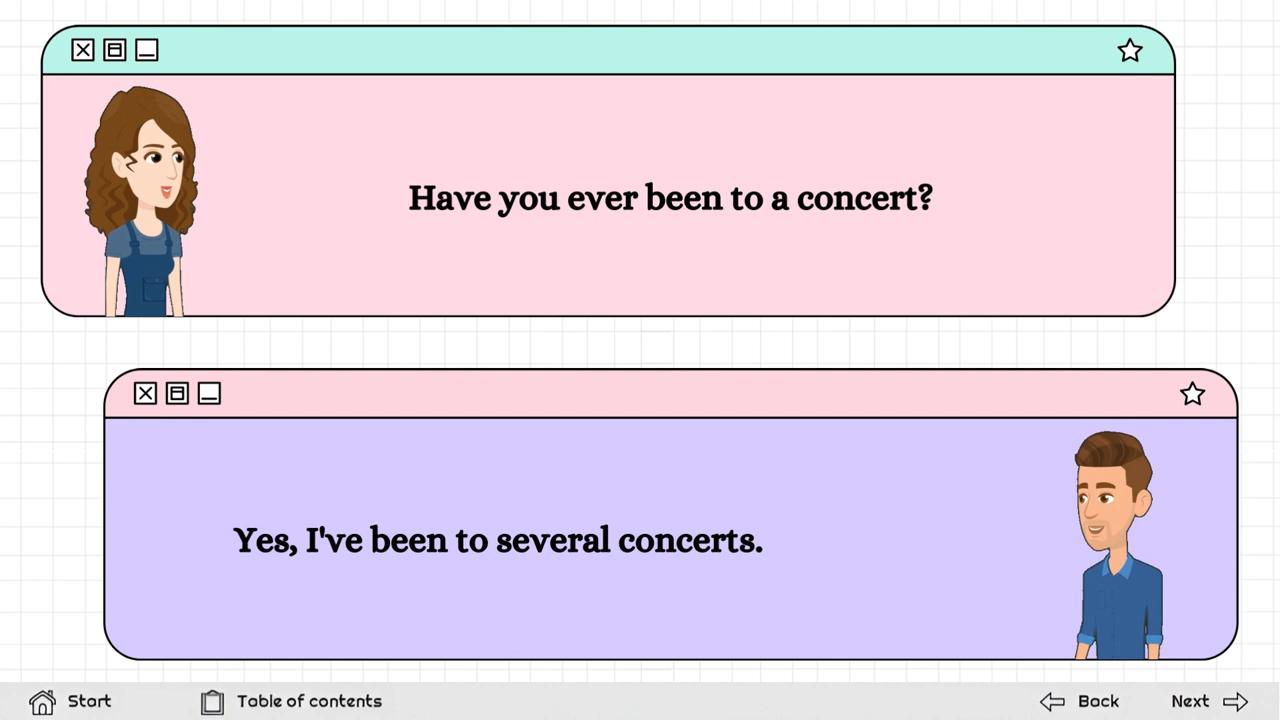 Have you ever been to a concert?
Yes, I've been to several concerts.
Start
Table of contents
Back
Next